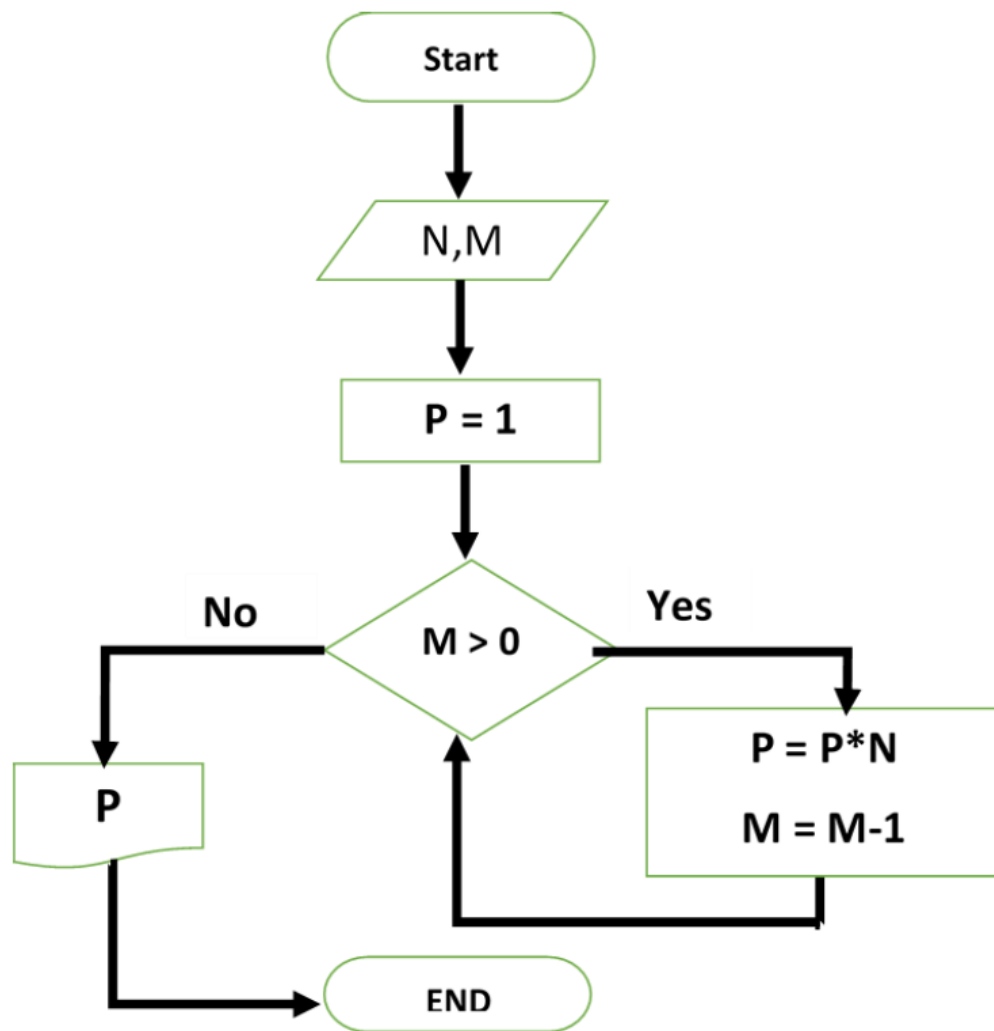 Start
N,M
P = 1
No
Yes
M > 0
P = P*N
M = M-1
P
END